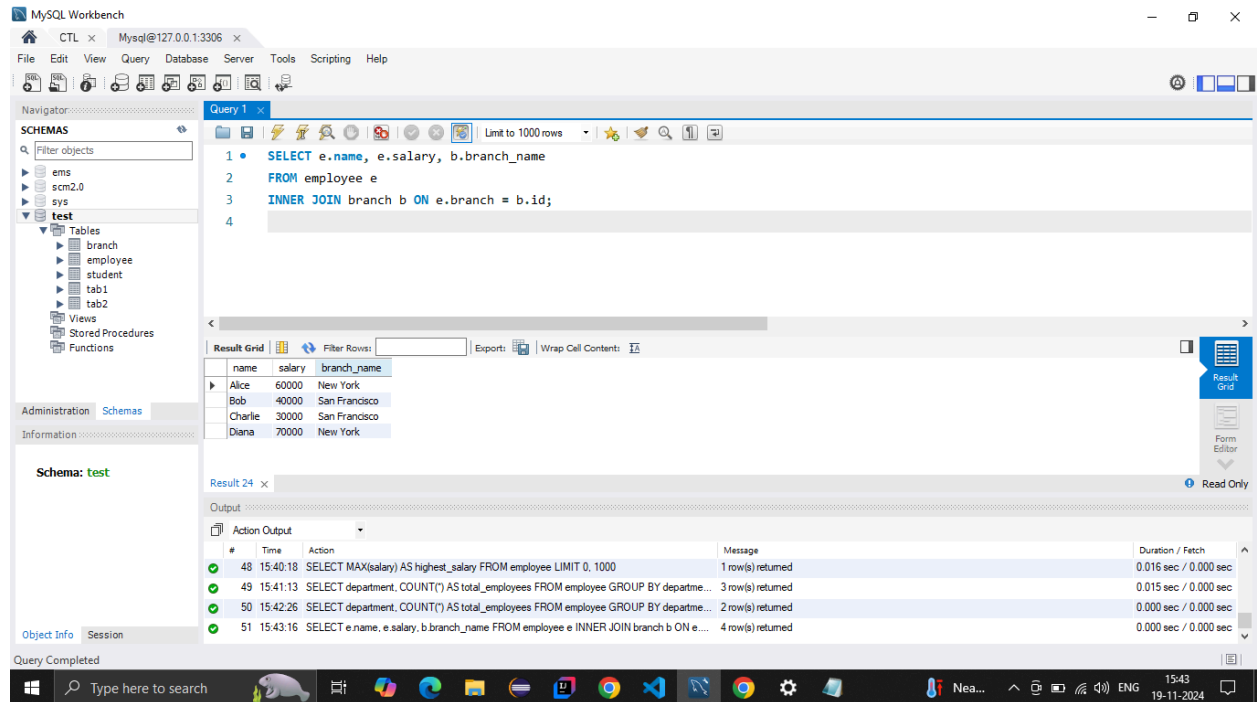 MySQL Workbench
CTL × Mysql@127.0.0.1:3306 ×
File Edit View Query Database Server Tools Scripting Help
Navigator
SCHEMAS
Filter objects
ems
scm2.0
sys
test
Tables
branch
employee
student
tab1
tab2
Views
Stored Procedures
Functions
Administration Schemas
Information
Schema: test
Object Info Session
Query 1 ×
Limit to 1000 rows
1 SELECT e.name, e.salary, b.branch_name
2 FROM employee e
3 INNER JOIN branch b ON e.branch = b.id;
4
Result Grid Filter Rows: Export: Wrap Cell Content: IA
name salary branch_name
Alice 60000 New York
Bob 40000 San Francisco
Charlie 30000 San Francisco
Diana 70000 New York
Result Grid
Form Editor
Result 24 × Read Only
Output
Action Output
# Time Action Message Duration / Fetch
48 15:40:18 SELECT MAX(salary) AS highest_salary FROM employee LIMIT 0, 1000 1 row(s) returned 0.016 sec / 0.000 sec
49 15:41:13 SELECT department, COUNT(*) AS total_employees FROM employee GROUP BY departme... 3 row(s) returned 0.015 sec / 0.000 sec
50 15:42:26 SELECT department, COUNT(*) AS total_employees FROM employee GROUP BY departme... 2 row(s) returned 0.000 sec / 0.000 sec
51 15:43:16 SELECT e.name, e.salary, b.branch_name FROM employee e INNER JOIN branch b ON e.... 4 row(s) returned 0.000 sec / 0.000 sec
Query Completed
Type here to search
Nea... ENG 15:43
19-11-2024